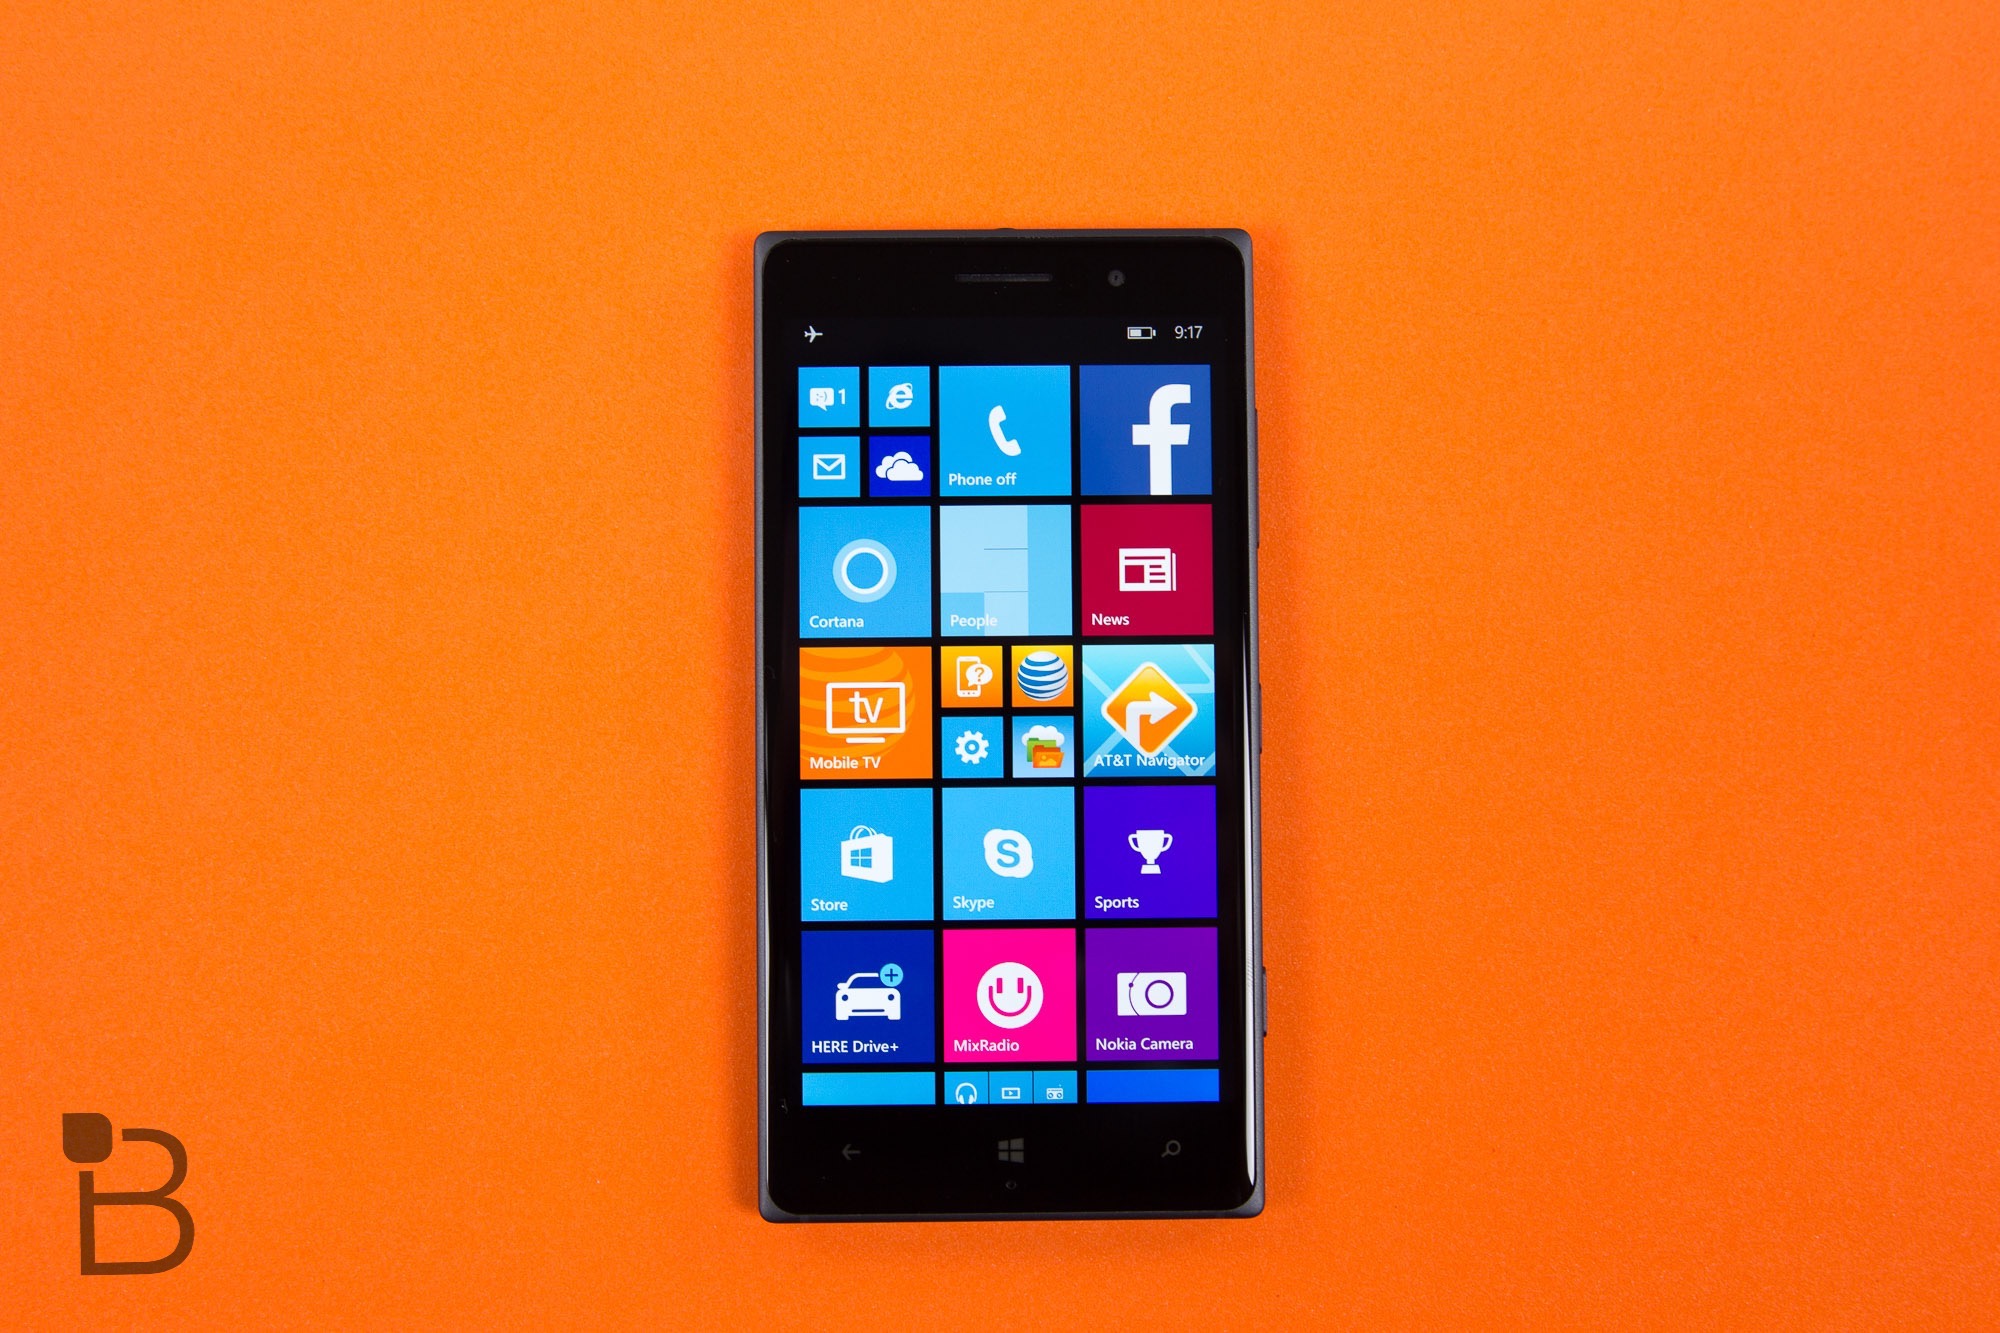 9:17
1
Phone off
f
Cortana
People
News
?
tv
Mobile TV
AT&T Navigator
Store
S
Skype
Sports
HERE Drive+
MixRadio
Nokia Camera
B